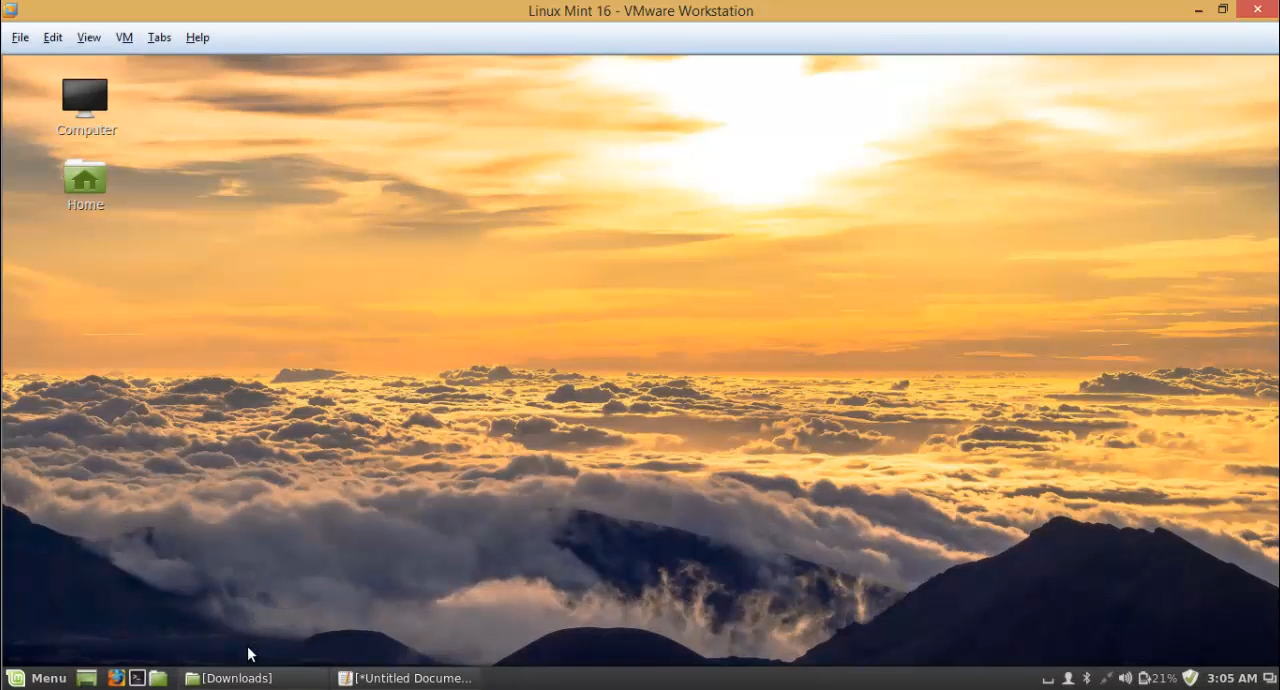 Linux Mint 16 - VMware Workstation
File Edit View VM Tabs Help
Computer
Home
Menu [Downloads] [*Untitled Docume... 21% 3:05 AM